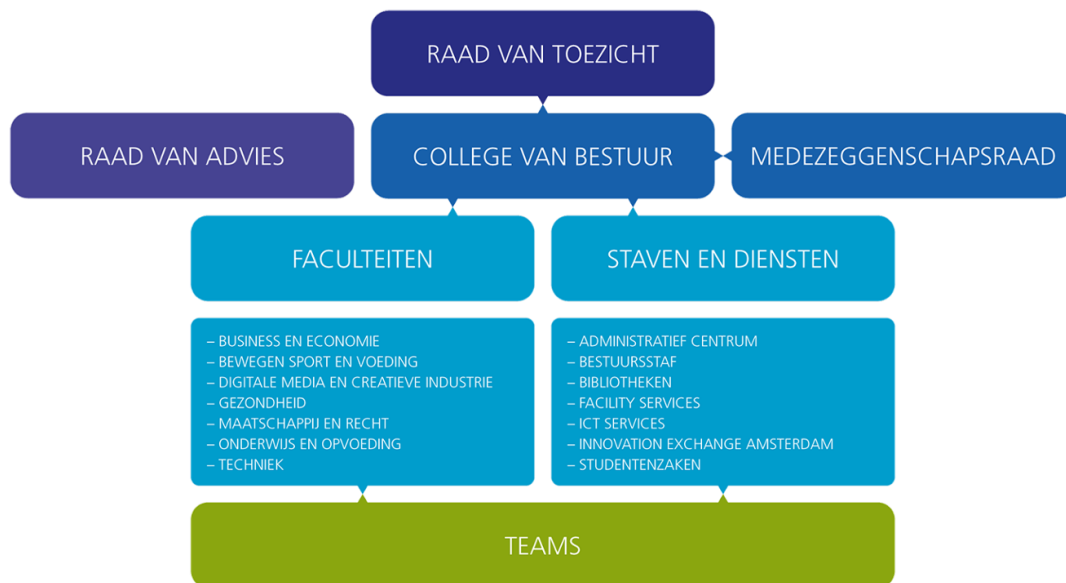 RAAD VAN TOEZICHT
RAAD VAN ADVIES
COLLEGE VAN BESTUUR
MEDEZEGGENSCHAPSRAAD
FACULTEITEN
STAVEN EN DIENSTEN
– BUSINESS EN ECONOMIE
– BEWEGEN SPORT EN VOEDING
– DIGITALE MEDIA EN CREATIEVE INDUSTRIE
– GEZONDHEID
– MAATSCHAPPIJ EN RECHT
– ONDERWIJS EN OPVOEDING
– TECHNIEK
– ADMINISTRATIEF CENTRUM
– BESTUURSSTAF
– BIBLIOTHEKEN
– FACILITY SERVICES
– ICT SERVICES
– INNOVATION EXCHANGE AMSTERDAM
– STUDENTENZAKEN
TEAMS